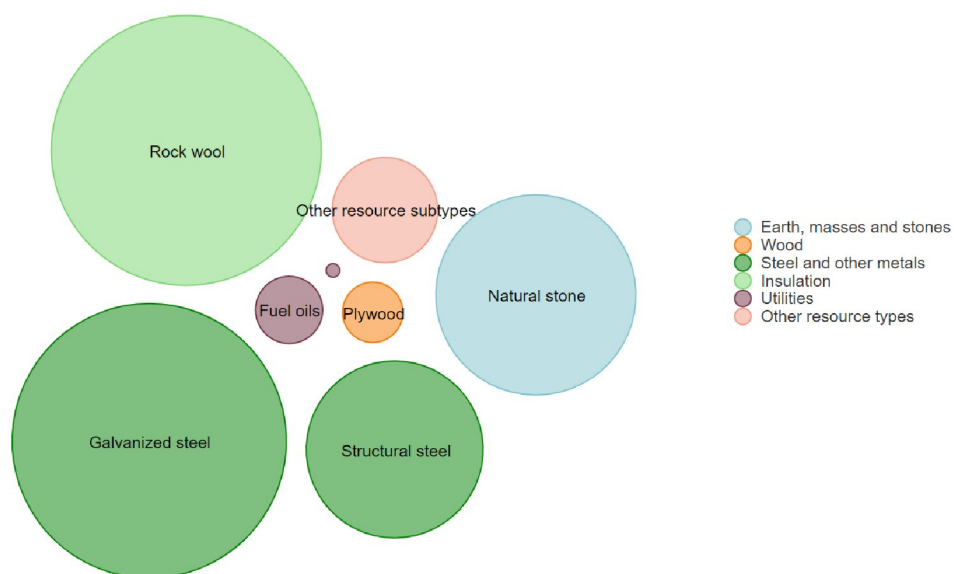 Rock wool
Other resource subtypes
Natural stone
Fuel oils
Plywood
Galvanized steel
Structural steel
Earth, masses and stones
Wood
Steel and other metals
Insulation
Utilities
Other resource types